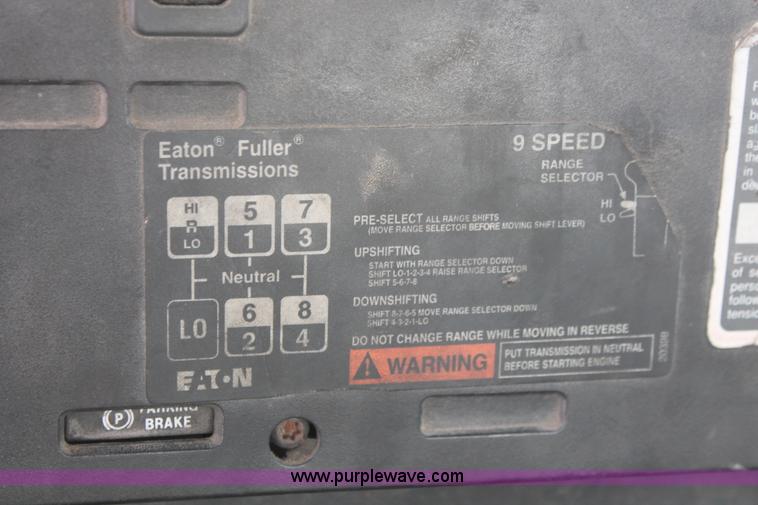 Eaton® Fuller®
Transmissions
9 SPEED
RANGE
SELECTOR
HI
LO
HI
R
LO
5
1
7
3
Neutral
LO
6
2
8
4
EATON
PRE-SELECT ALL RANGE SHIFTS
(MOVE RANGE SELECTOR BEFORE MOVING SHIFT LEVER)
UPSHIFTING
START WITH RANGE SELECTOR DOWN
SHIFT LO-1-2-3-4 RAISE RANGE SELECTOR
SHIFT 5-6-7-8
DOWNSHIFTING
SHIFT 8-7-6-5 MOVE RANGE SELECTOR DOWN
SHIFT 4-3-2-1-LO
DO NOT CHANGE RANGE WHILE MOVING IN REVERSE
WARNING
PUT TRANSMISSION IN NEUTRAL
BEFORE STARTING ENGINE
(P) PARKING
BRAKE
www.purplewave.com